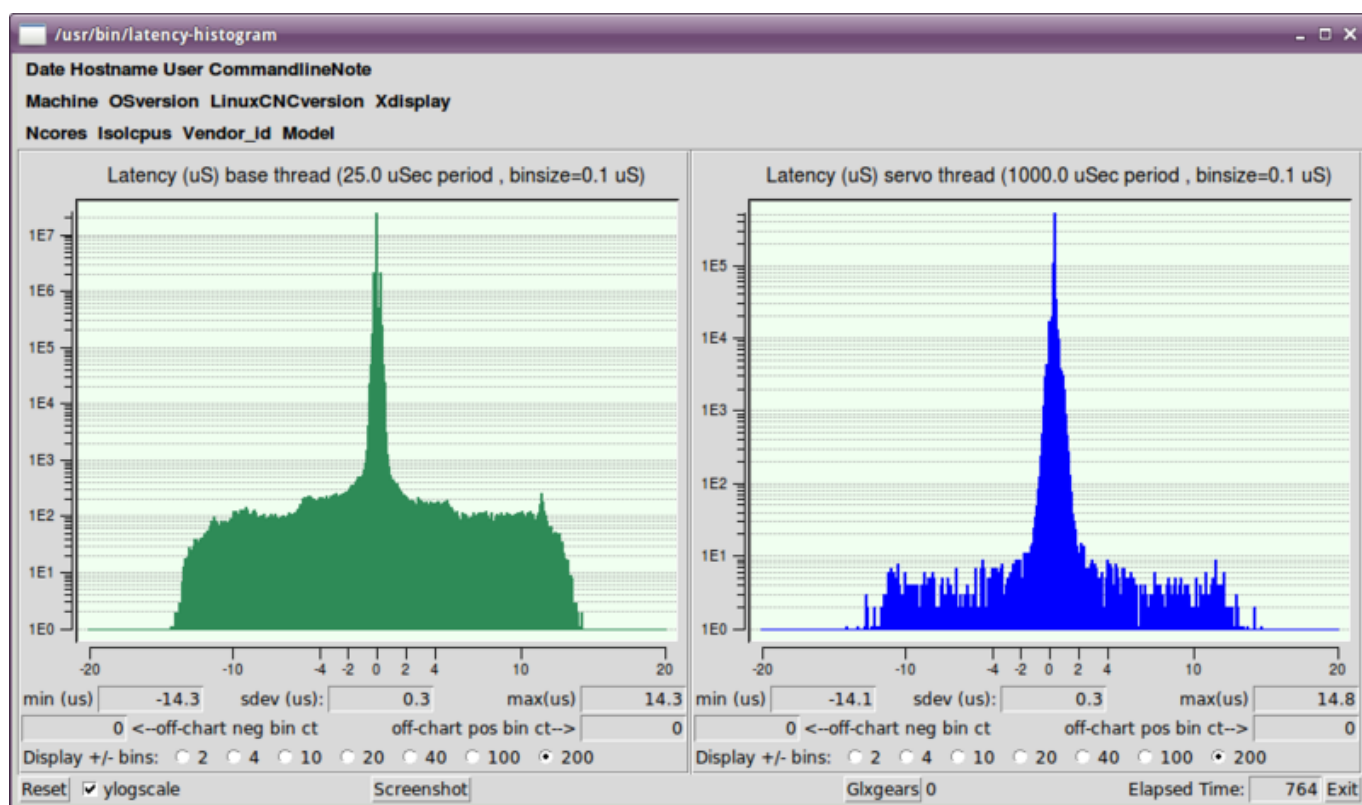 /usr/bin/latency-histogram
Date Hostname User CommandlineNote
Machine OSversion LinuxCNCversion Xdisplay
Ncores Isolcpus Vendor_id Model
Latency (uS) base thread (25.0 uSec period , binsize=0.1 uS)
1E7
1E6
1E5
1E4
1E3
1E2
1E1
1E0
-20 -10 -4 -2 0 2 4 10 20
min (us) -14.3 sdev (us): 0.3 max(us) 14.3
0 <--off-chart neg bin ct off-chart pos bin ct--> 0
Display +/- bins: 2 4 10 20 40 100 200
Latency (uS) servo thread (1000.0 uSec period , binsize=0.1 uS)
1E5
1E4
1E3
1E2
1E1
1E0
-20 -10 -4 -2 0 2 4 10 20
min (us) -14.1 sdev (us): 0.3 max(us) 14.8
0 <--off-chart neg bin ct off-chart pos bin ct--> 0
Display +/- bins: 2 4 10 20 40 100 200
Reset ylogscale Screenshot Glxgears 0 Elapsed Time: 764 Exit